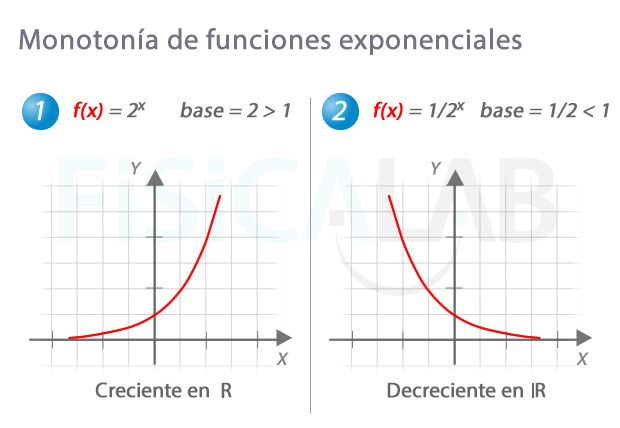 Monotonía de funciones exponenciales
1 f(x) = 2ˣ base = 2 > 1
Y
X
Creciente en R
2 f(x) = 1/2ˣ base = 1/2 < 1
Y
X
Decreciente en ℝ
FiSiCALAB